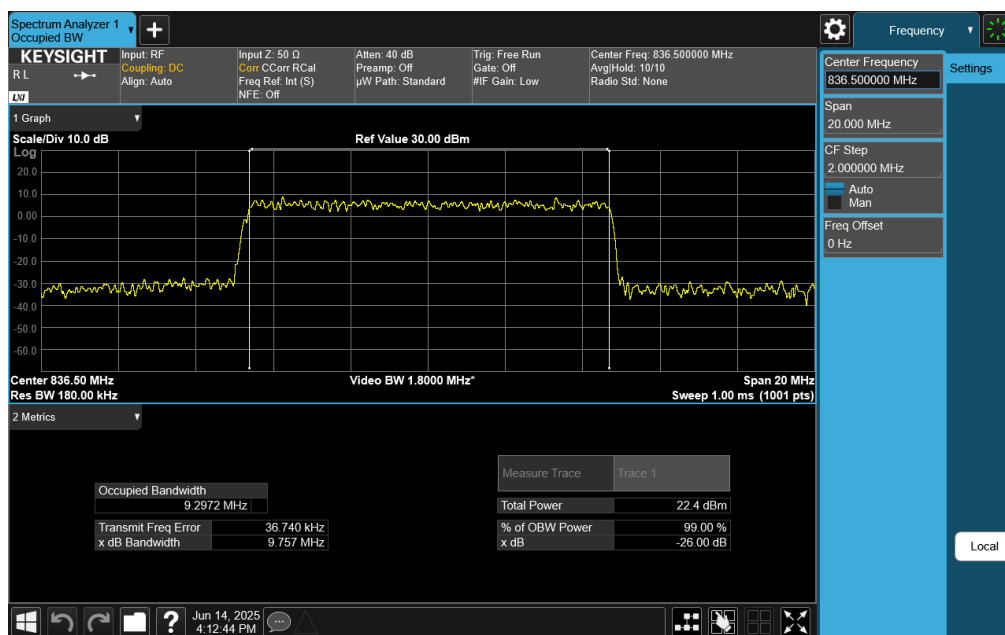 Spectrum Analyzer 1
Occupied BW
Frequency
KEYSIGHT
R L
LXI
Input: RF
Coupling: DC
Align: Auto
Input Z: 50 Ω
Corr CCorr RCal
Freq Ref: Int (S)
NFE: Off
Atten: 40 dB
Preamp: Off
µW Path: Standard
Trig: Free Run
Gate: Off
#IF Gain: Low
Center Freq: 836.500000 MHz
Avg|Hold: 10/10
Radio Std: None
Center Frequency
836.500000 MHz
Settings
Span
20.000 MHz
CF Step
2.000000 MHz
Auto
Man
Freq Offset
0 Hz
Local
1 Graph
Scale/Div 10.0 dB
Ref Value 30.00 dBm
Log
20.0
10.0
0.00
-10.0
-20.0
-30.0
-40.0
-50.0
-60.0
Center 836.50 MHz
Video BW 1.8000 MHz*
Span 20 MHz
Res BW 180.00 kHz
Sweep 1.00 ms (1001 pts)
2 Metrics
Measure Trace
Trace 1
Occupied Bandwidth
9.2972 MHz
Total Power
22.4 dBm
Transmit Freq Error
36.740 kHz
% of OBW Power
99.00 %
x dB Bandwidth
9.757 MHz
x dB
-26.00 dB
?
Jun 14, 2025
4:12:44 PM